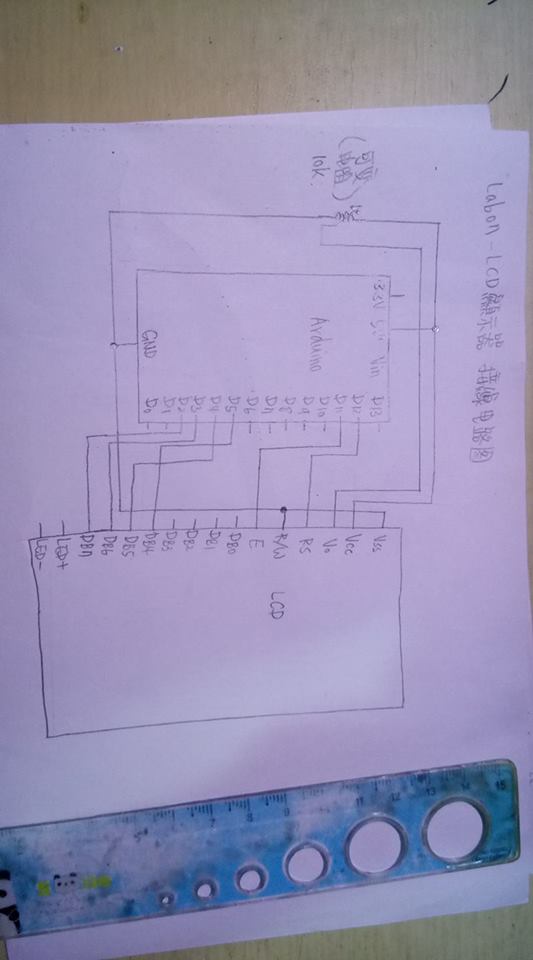 Labon-LCD顯示器 接線电路图
(可变
电阻)
10k:
3.3V 5V Vin D13
D12
D11
D10
D9
D8
D7
D6
D5
D4
D3
D2
D1
D0
Arduino
GND
Vss
Vcc
Vo
RS
R/W
E
DB0
DB1
DB2
DB3
DB4
DB5
DB6
DB7
LED+
LED-
LCD